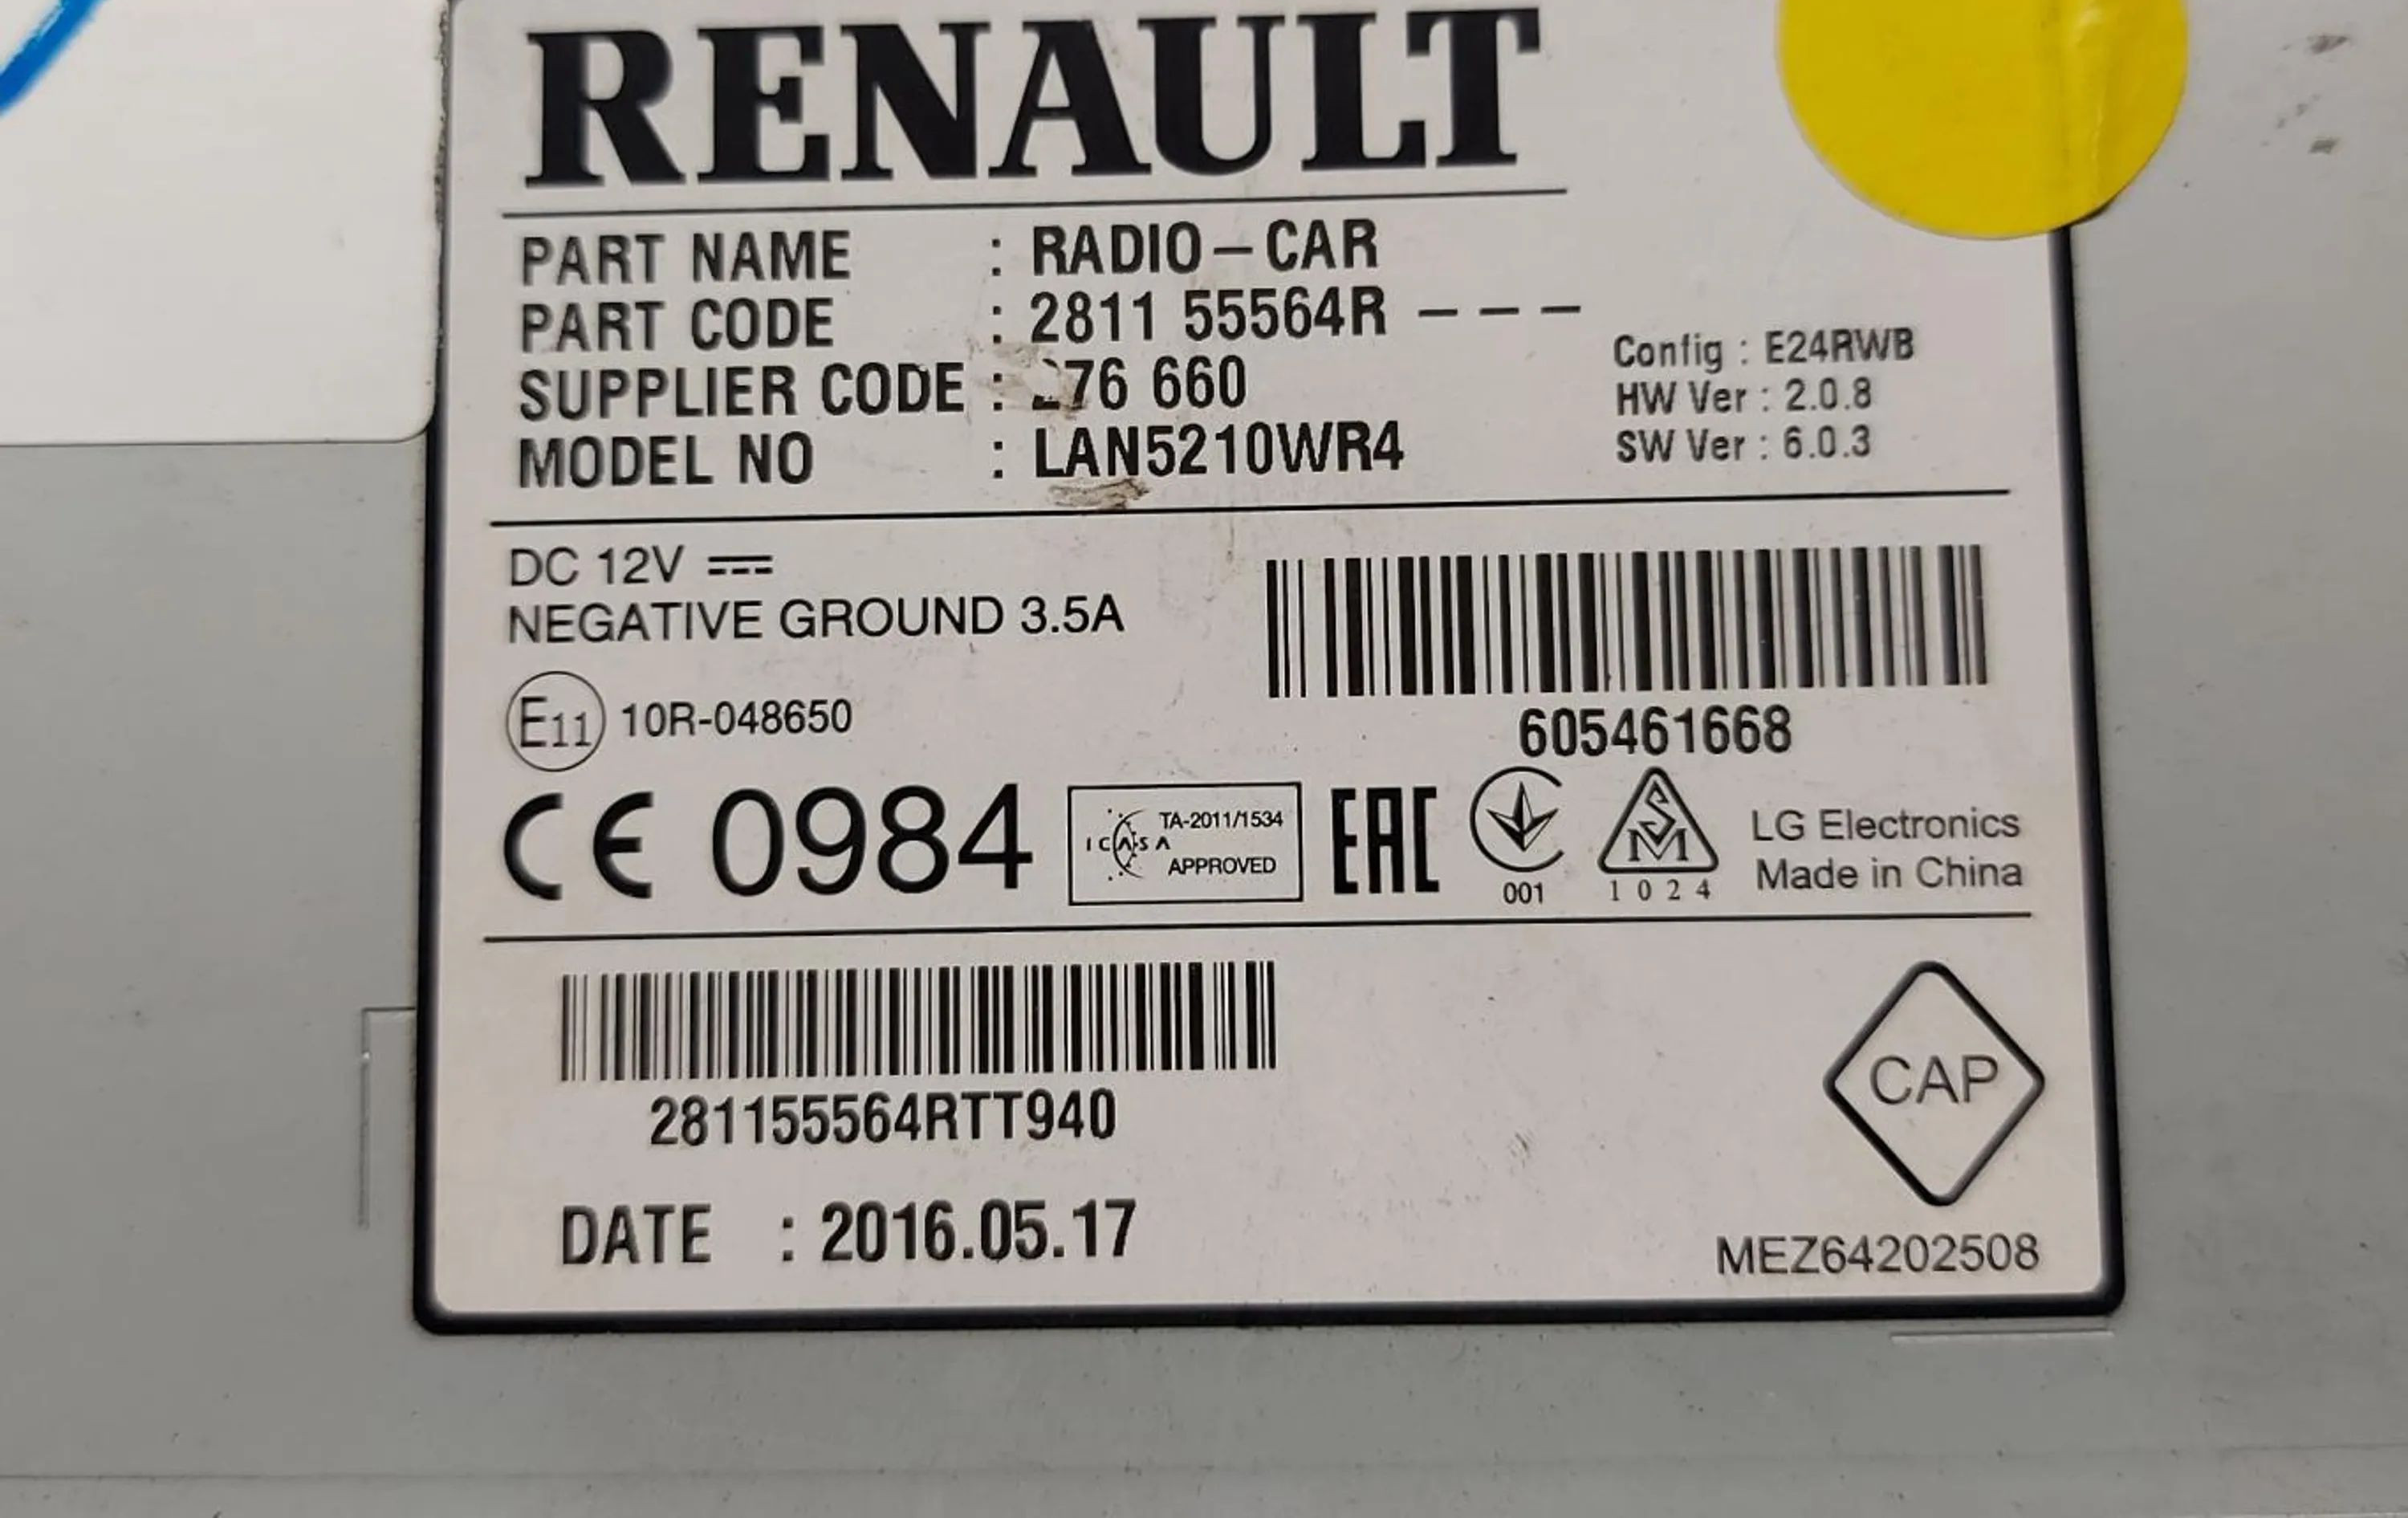 RENAULT
PART NAME : RADIO-CAR
PART CODE : 2811 55564R - - -
SUPPLIER CODE : 660
MODEL NO : LAN5210WR4
Config : E24RWB
HW Ver : 2.0.8
SW Ver : 6.0.3
DC 12V
NEGATIVE GROUND 3.5A
605461668
E11 10R-048650
CE 0984
ICASA
TA-2011/1534
APPROVED
EAC
001
SM
1024
LG Electronics
Made in China
281155564RTT940
CAP
DATE : 2016.05.17
MEZ64202508